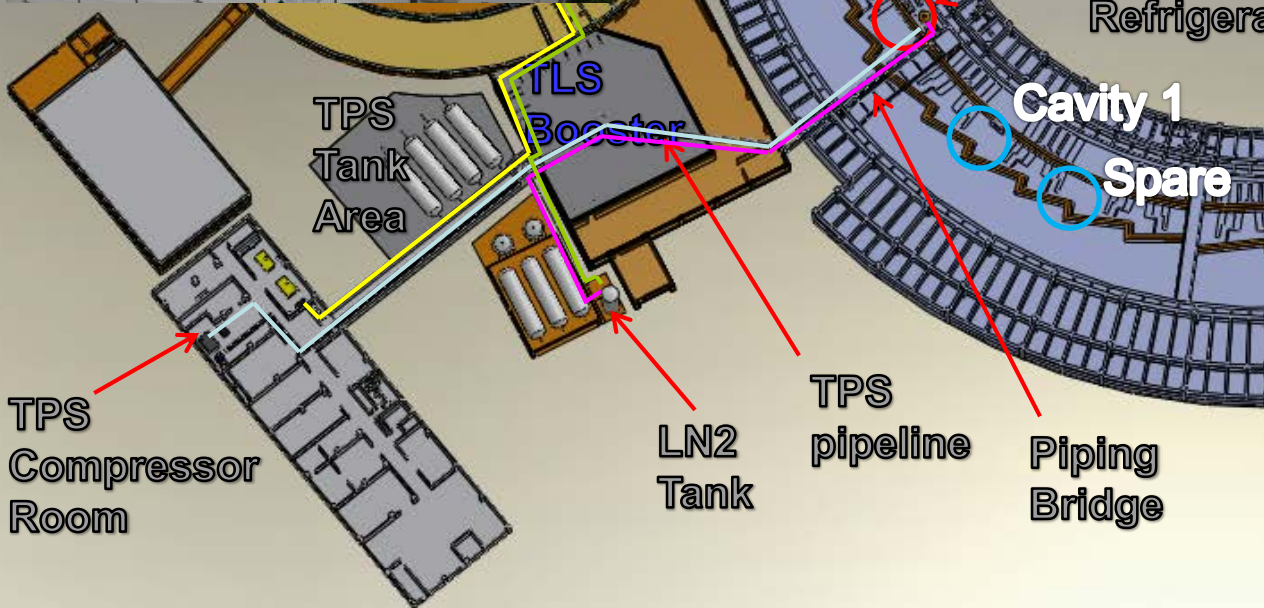 Refrigera
TLS
Booster
TPS
Tank
Area
Cavity 1
Spare
TPS
Compressor
Room
LN2
Tank
TPS
pipeline
Piping
Bridge